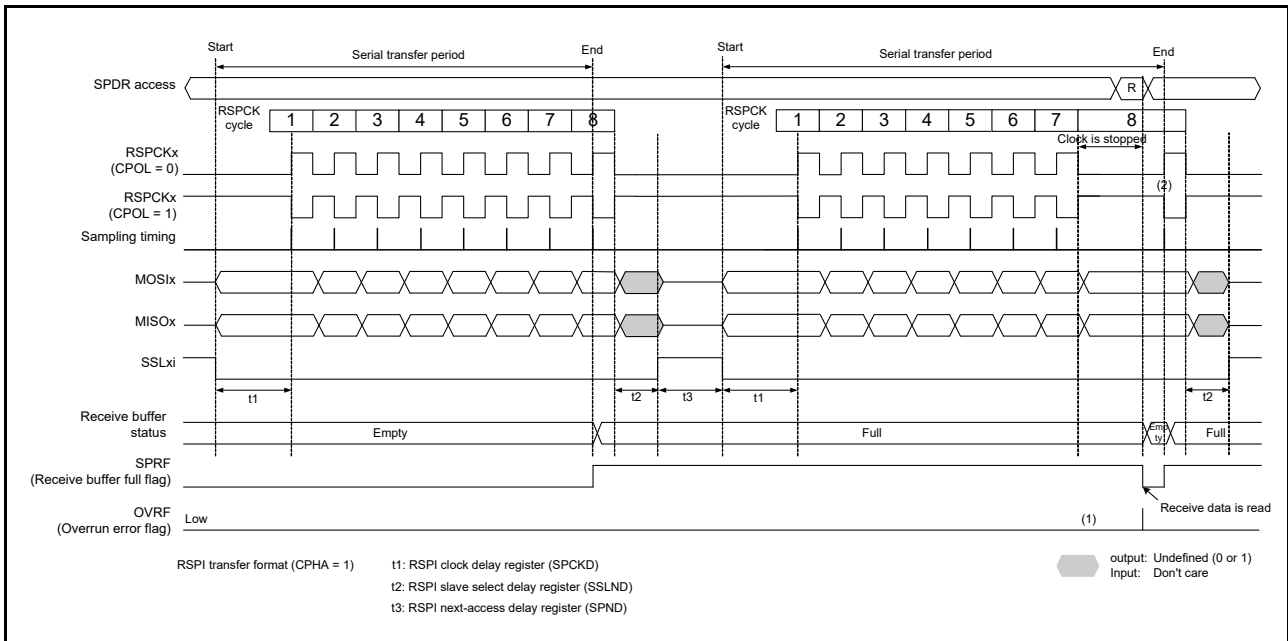 Start
Serial transfer period
End
Start
Serial transfer period
End
SPDR access
R
RSPCK
cycle
1 2 3 4 5 6 7 8
RSPCK
cycle
1 2 3 4 5 6 7 8
Clock is stopped
RSPCKx
(CPOL = 0)
(2)
RSPCKx
(CPOL = 1)
Sampling timing
MOSIx
MISOx
SSLxi
t1
t2
t3
t1
t2
Receive buffer
status
Empty
Full
Emp
ty
Full
SPRF
(Receive buffer full flag)
Receive data is read
OVRF
(Overrun error flag)
Low
(1)
RSPI transfer format (CPHA = 1)
t1: RSPI clock delay register (SPCKD)
t2: RSPI slave select delay register (SSLND)
t3: RSPI next-access delay register (SPND)
output: Undefined (0 or 1)
Input: Don't care